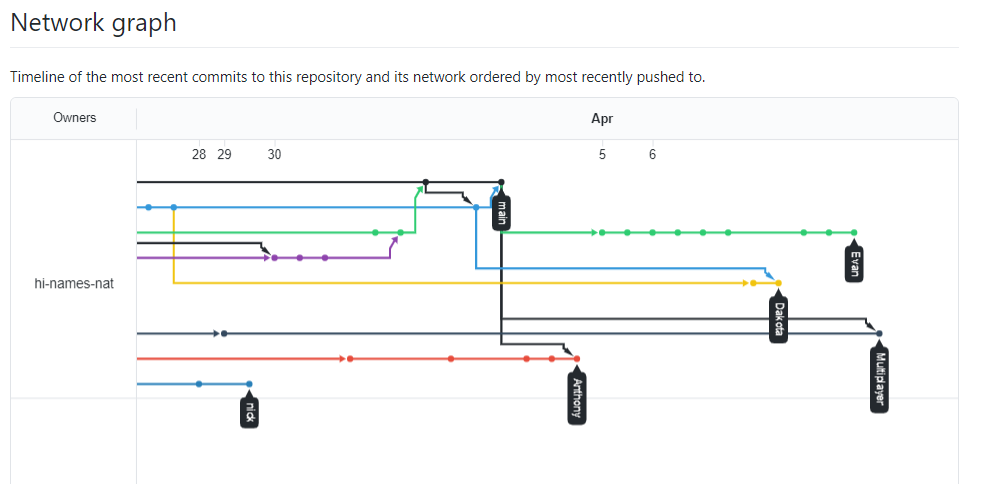 Network graph
Timeline of the most recent commits to this repository and its network ordered by most recently pushed to.
Owners
Apr
28 29 30 5 6
main
Evan
hi-names-nat
Dakota
Multiplayer
Anthony
nick